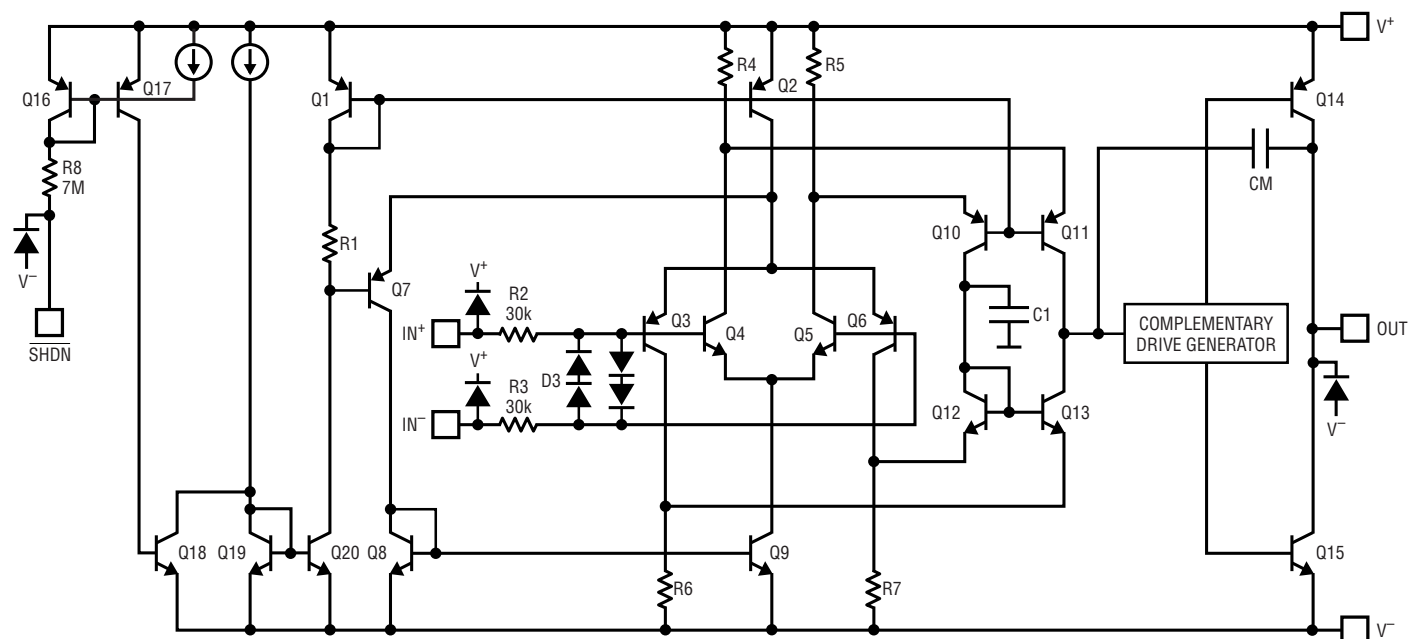 V+
Q16
Q17
Q1
R4
Q2
R5
Q14
R8
7M
CM
R1
Q10
Q11
V−
Q7
V+
R2
30k
Q3
Q4
Q5
Q6
C1
IN+
COMPLEMENTARY
DRIVE GENERATOR
OUT
SHDN
V+
D3
R3
30k
IN−
Q12
Q13
V−
Q18
Q19
Q20
Q8
Q9
Q15
R6
R7
V−